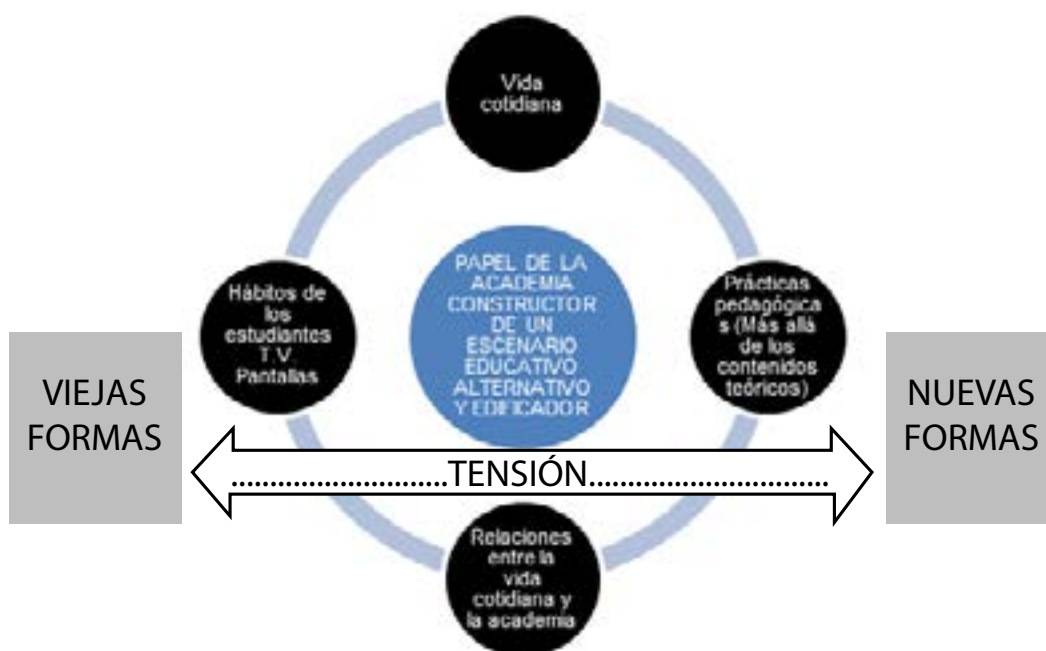 Vida
cotidiana
Hábitos de
los
estudiantes
T.V.
Pantallas
PAPEL DE LA
ACADEMIA
CONSTRUCTOR
DE UN
ESCENARIO
EDUCATIVO
ALTERNATIVO
Y EDIFICADOR
Prácticas
pedagógica
s (Más allá
de los
contenidos
teóricos)
VIEJAS
FORMAS
NUEVAS
FORMAS
............................TENSIÓN...............................
Relaciones
entre la
vida
cotidiana y
la academia